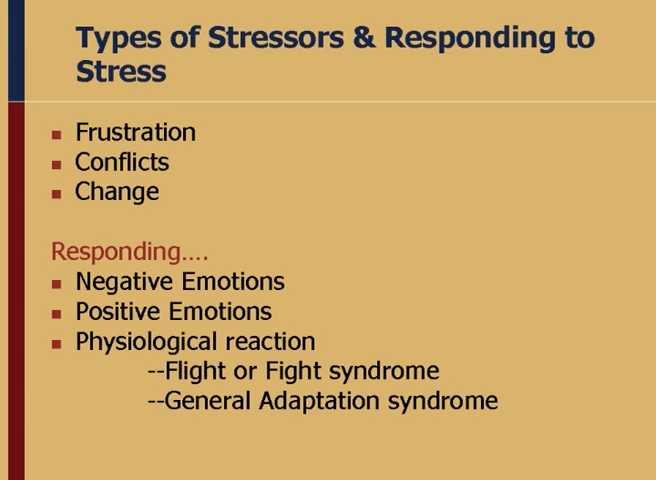 Types of Stressors & Responding to
Stress
Frustration
Conflicts
Change
Responding....
Negative Emotions
Positive Emotions
Physiological reaction
--Flight or Fight syndrome
--General Adaptation syndrome